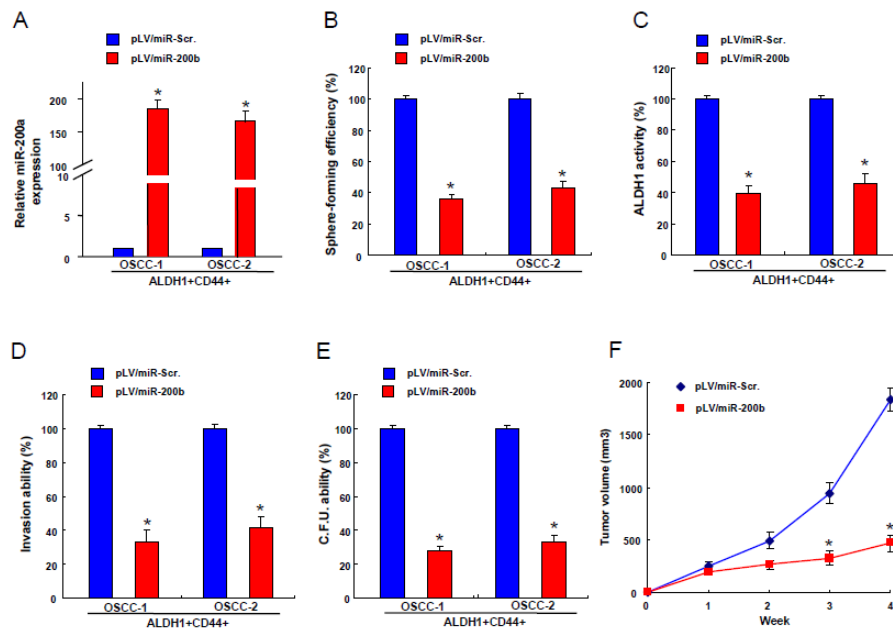 A
pLV/miR-Scr.
pLV/miR-200b
Relative miR-200a
expression
200
150
100
10
5
0
*
*
OSCC-1
OSCC-2
ALDH1+CD44+
B
pLV/miR-Scr.
pLV/miR-200b
Sphere-forming efficiency (%)
120
100
80
60
40
20
0
*
*
OSCC-1
OSCC-2
ALDH1+CD44+
C
pLV/miR-Scr.
pLV/miR-200b
ALDH1 activity (%)
120
100
80
60
40
20
0
*
*
OSCC-1
OSCC-2
ALDH1+CD44+
D
pLV/miR-Scr.
pLV/miR-200b
Invasion ability (%)
120
100
80
60
40
20
0
*
*
OSCC-1
OSCC-2
ALDH1+CD44+
E
pLV/miR-Scr.
pLV/miR-200b
C.F.U. ability (%)
120
100
80
60
40
20
0
*
*
OSCC-1
OSCC-2
ALDH1+CD44+
F
pLV/miR-Scr.
pLV/miR-200b
Tumor volume (mm3)
2000
1500
1000
500
0
*
*
0
1
2
3
4
Week